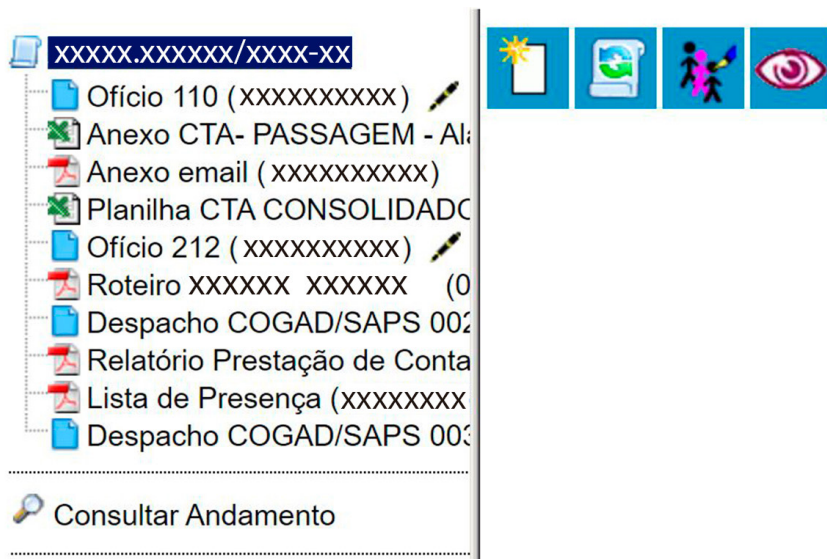 xxxxx.xxxxxx/xxxx-xx
Ofício 110 (xxxxxxxxxx)
Anexo CTA- PASSAGEM - Ala
Anexo email (xxxxxxxxxx)
Planilha CTA CONSOLIDADO
Ofício 212 (xxxxxxxxxx)
Roteiro xxxxxx xxxxxx (0
Despacho COGAD/SAPS 002
Relatório Prestação de Conta
Lista de Presença (xxxxxxxx
Despacho COGAD/SAPS 003
Consultar Andamento